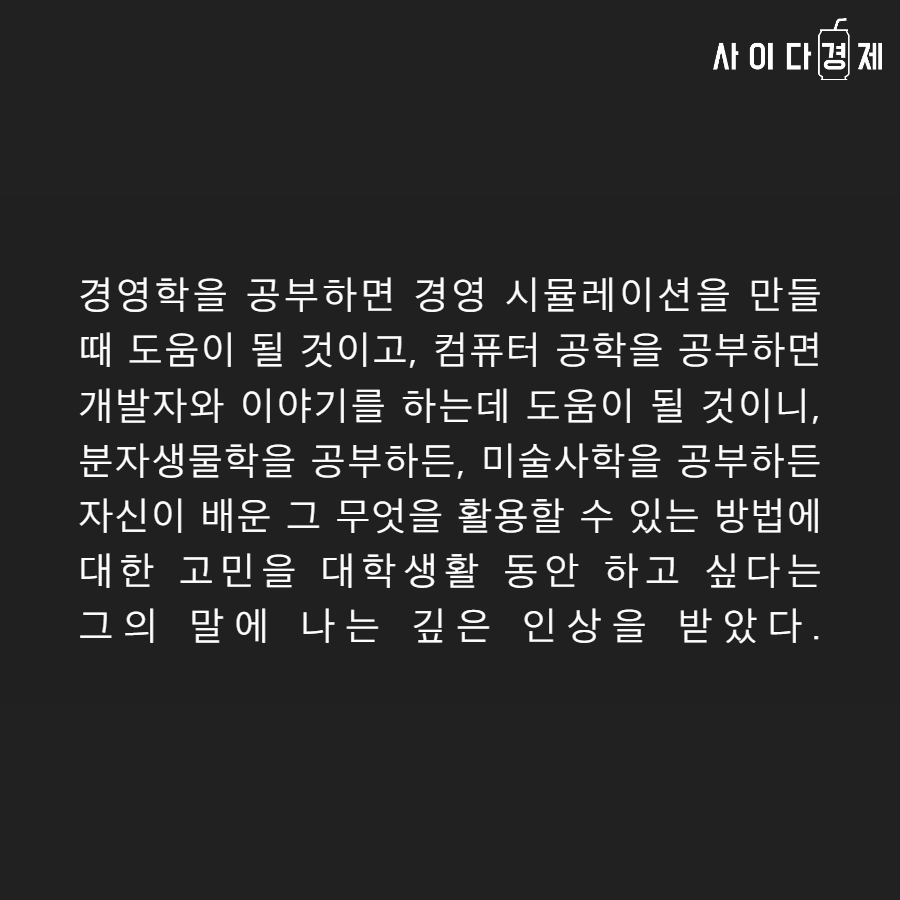 사이다경제
경영학을 공부하면 경영 시뮬레이션을 만들
때 도움이 될 것이고, 컴퓨터 공학을 공부하면
개발자와 이야기를 하는데 도움이 될 것이니,
분자생물학을 공부하든, 미술사학을 공부하든
자신이 배운 그 무엇을 활용할 수 있는 방법에
대한 고민을 대학생활 동안 하고 싶다는
그의 말에 나는 깊은 인상을 받았다.